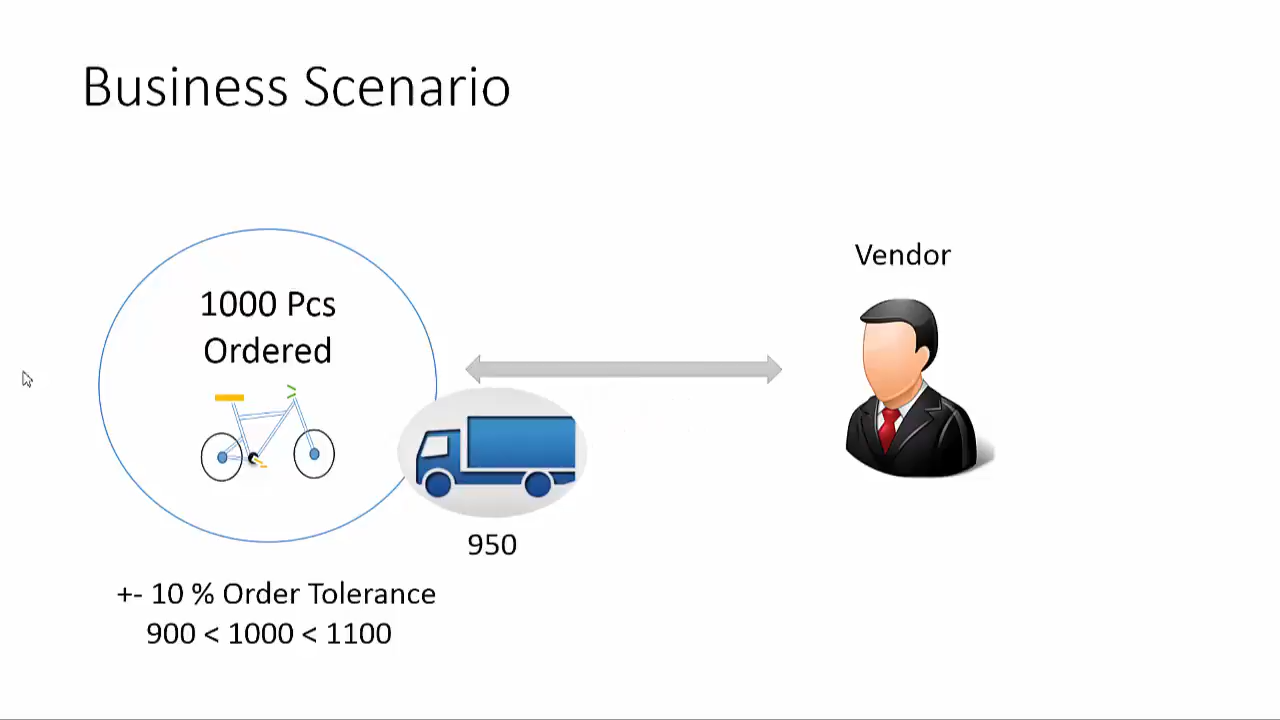 Business Scenario
Vendor
1000 Pcs
Ordered
950
+- 10 % Order Tolerance
900 < 1000 < 1100